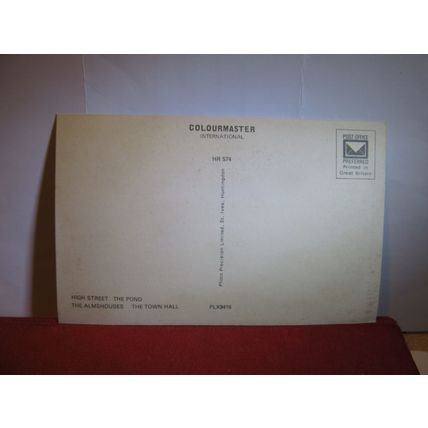 COLOURMASTER
INTERNATIONAL
POST OFFICE
PREFERRED
Printed in
Great Britain
HR 574
Photo Precision Limited, St. Ives, Huntingdon
HIGH STREET THE POND
THE ALMSHOUSES THE TOWN HALL